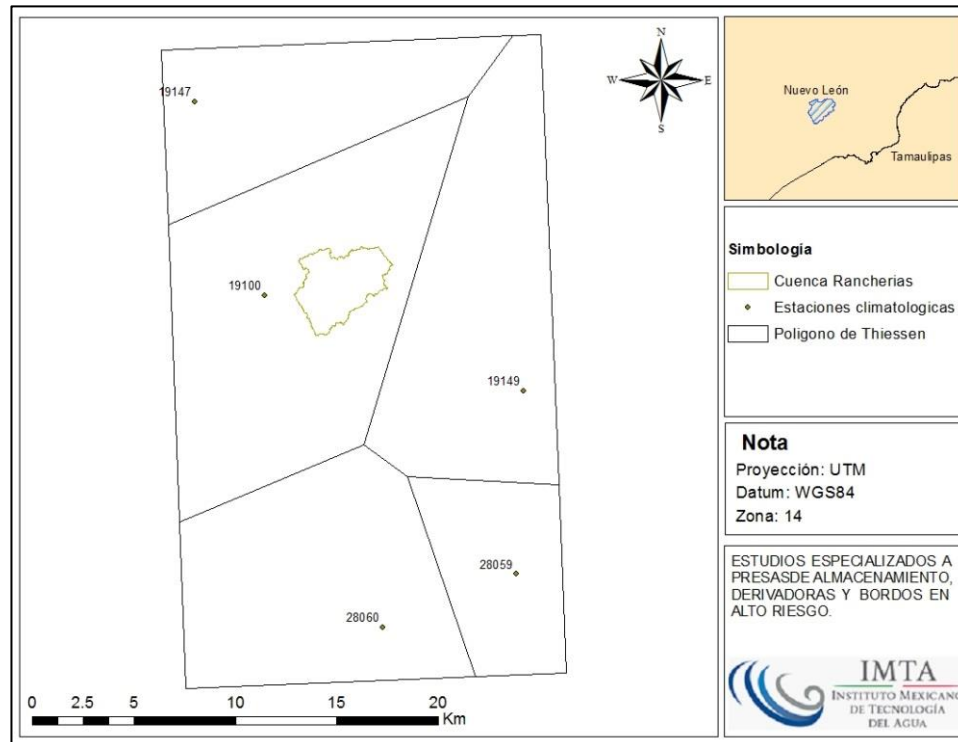 N
W E
S
19147
19100
19149
28059
28060
0 2.5 5 10 15 20
Km
Nuevo León
Tamaulipas
Simbología
Cuenca Rancherias
Estaciones climatologicas
Poligono de Thiessen
Nota
Proyección: UTM
Datum: WGS84
Zona: 14
ESTUDIOS ESPECIALIZADOS A
PRESASDE ALMACENAMIENTO,
DERIVADORAS Y BORDOS EN
ALTO RIESGO.
IMTA
INSTITUTO MEXICANO
DE TECNOLOGÍA
DEL AGUA